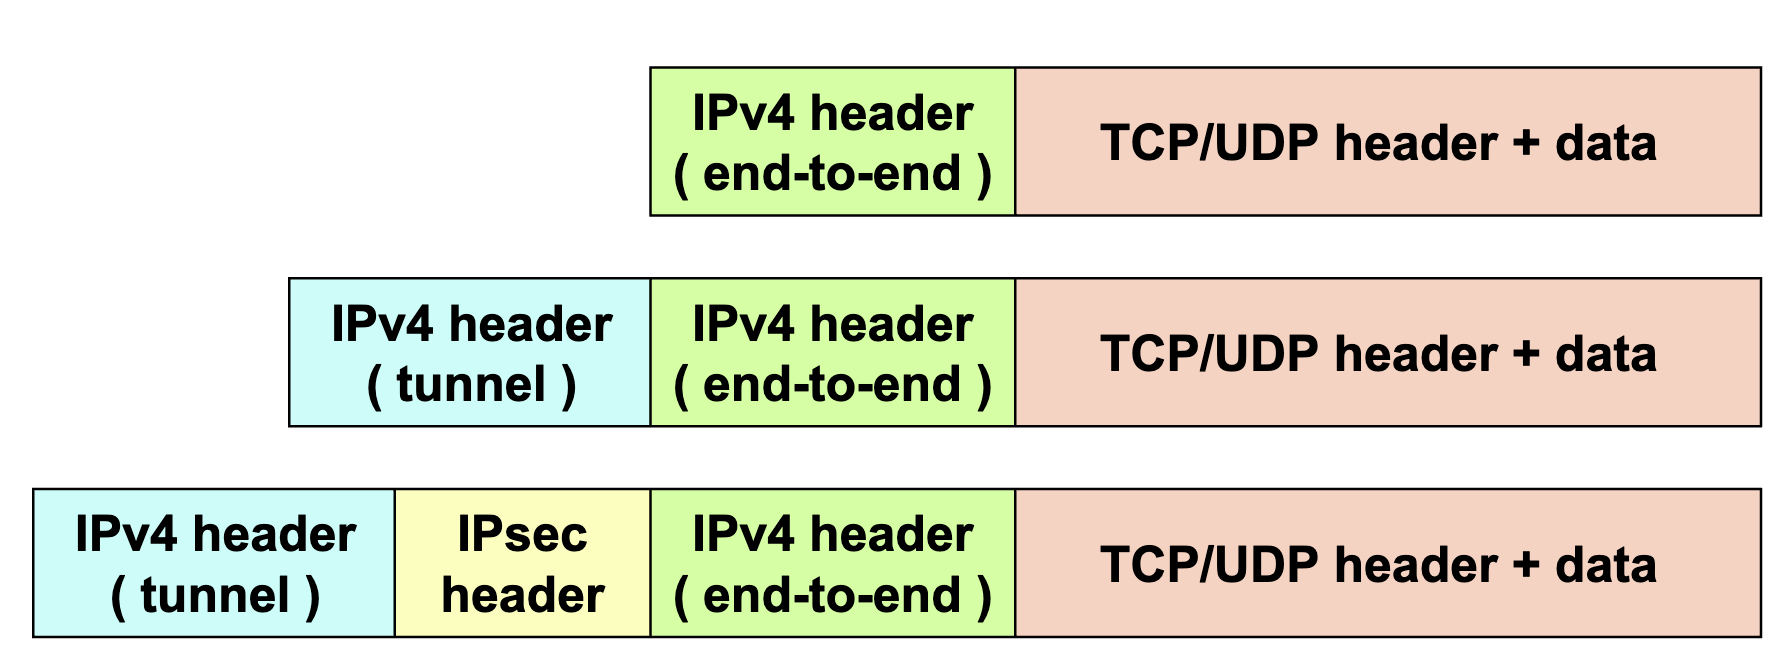 IPv4 header
( end-to-end )
TCP/UDP header + data
IPv4 header
( tunnel )
IPv4 header
( end-to-end )
TCP/UDP header + data
IPv4 header
( tunnel )
IPsec
header
IPv4 header
( end-to-end )
TCP/UDP header + data